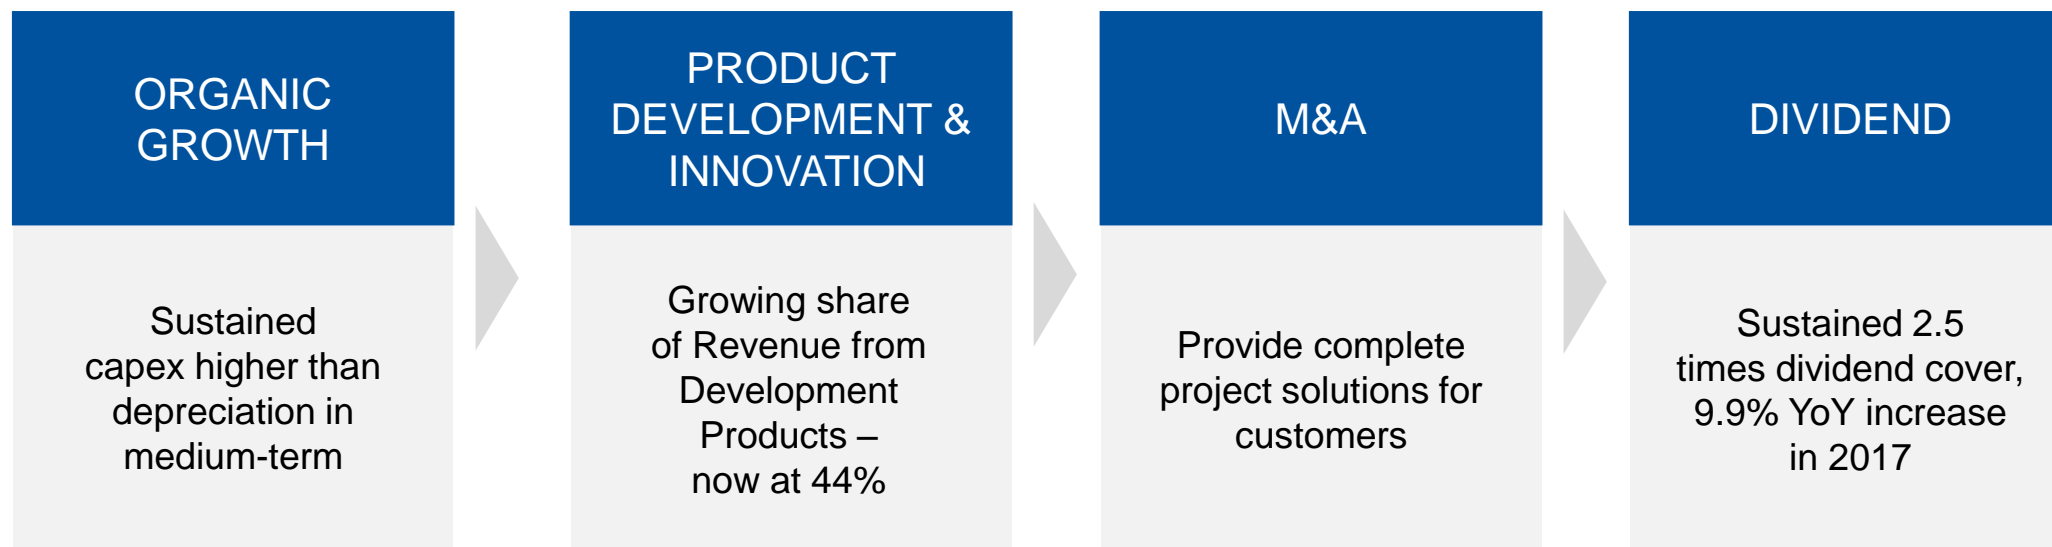 ORGANIC
GROWTH
Sustained
capex higher than
depreciation in
medium-term
PRODUCT
DEVELOPMENT &
INNOVATION
Growing share
of Revenue from
Development
Products –
now at 44%
M&A
Provide complete
project solutions for
customers
DIVIDEND
Sustained 2.5
times dividend cover,
9.9% YoY increase
in 2017